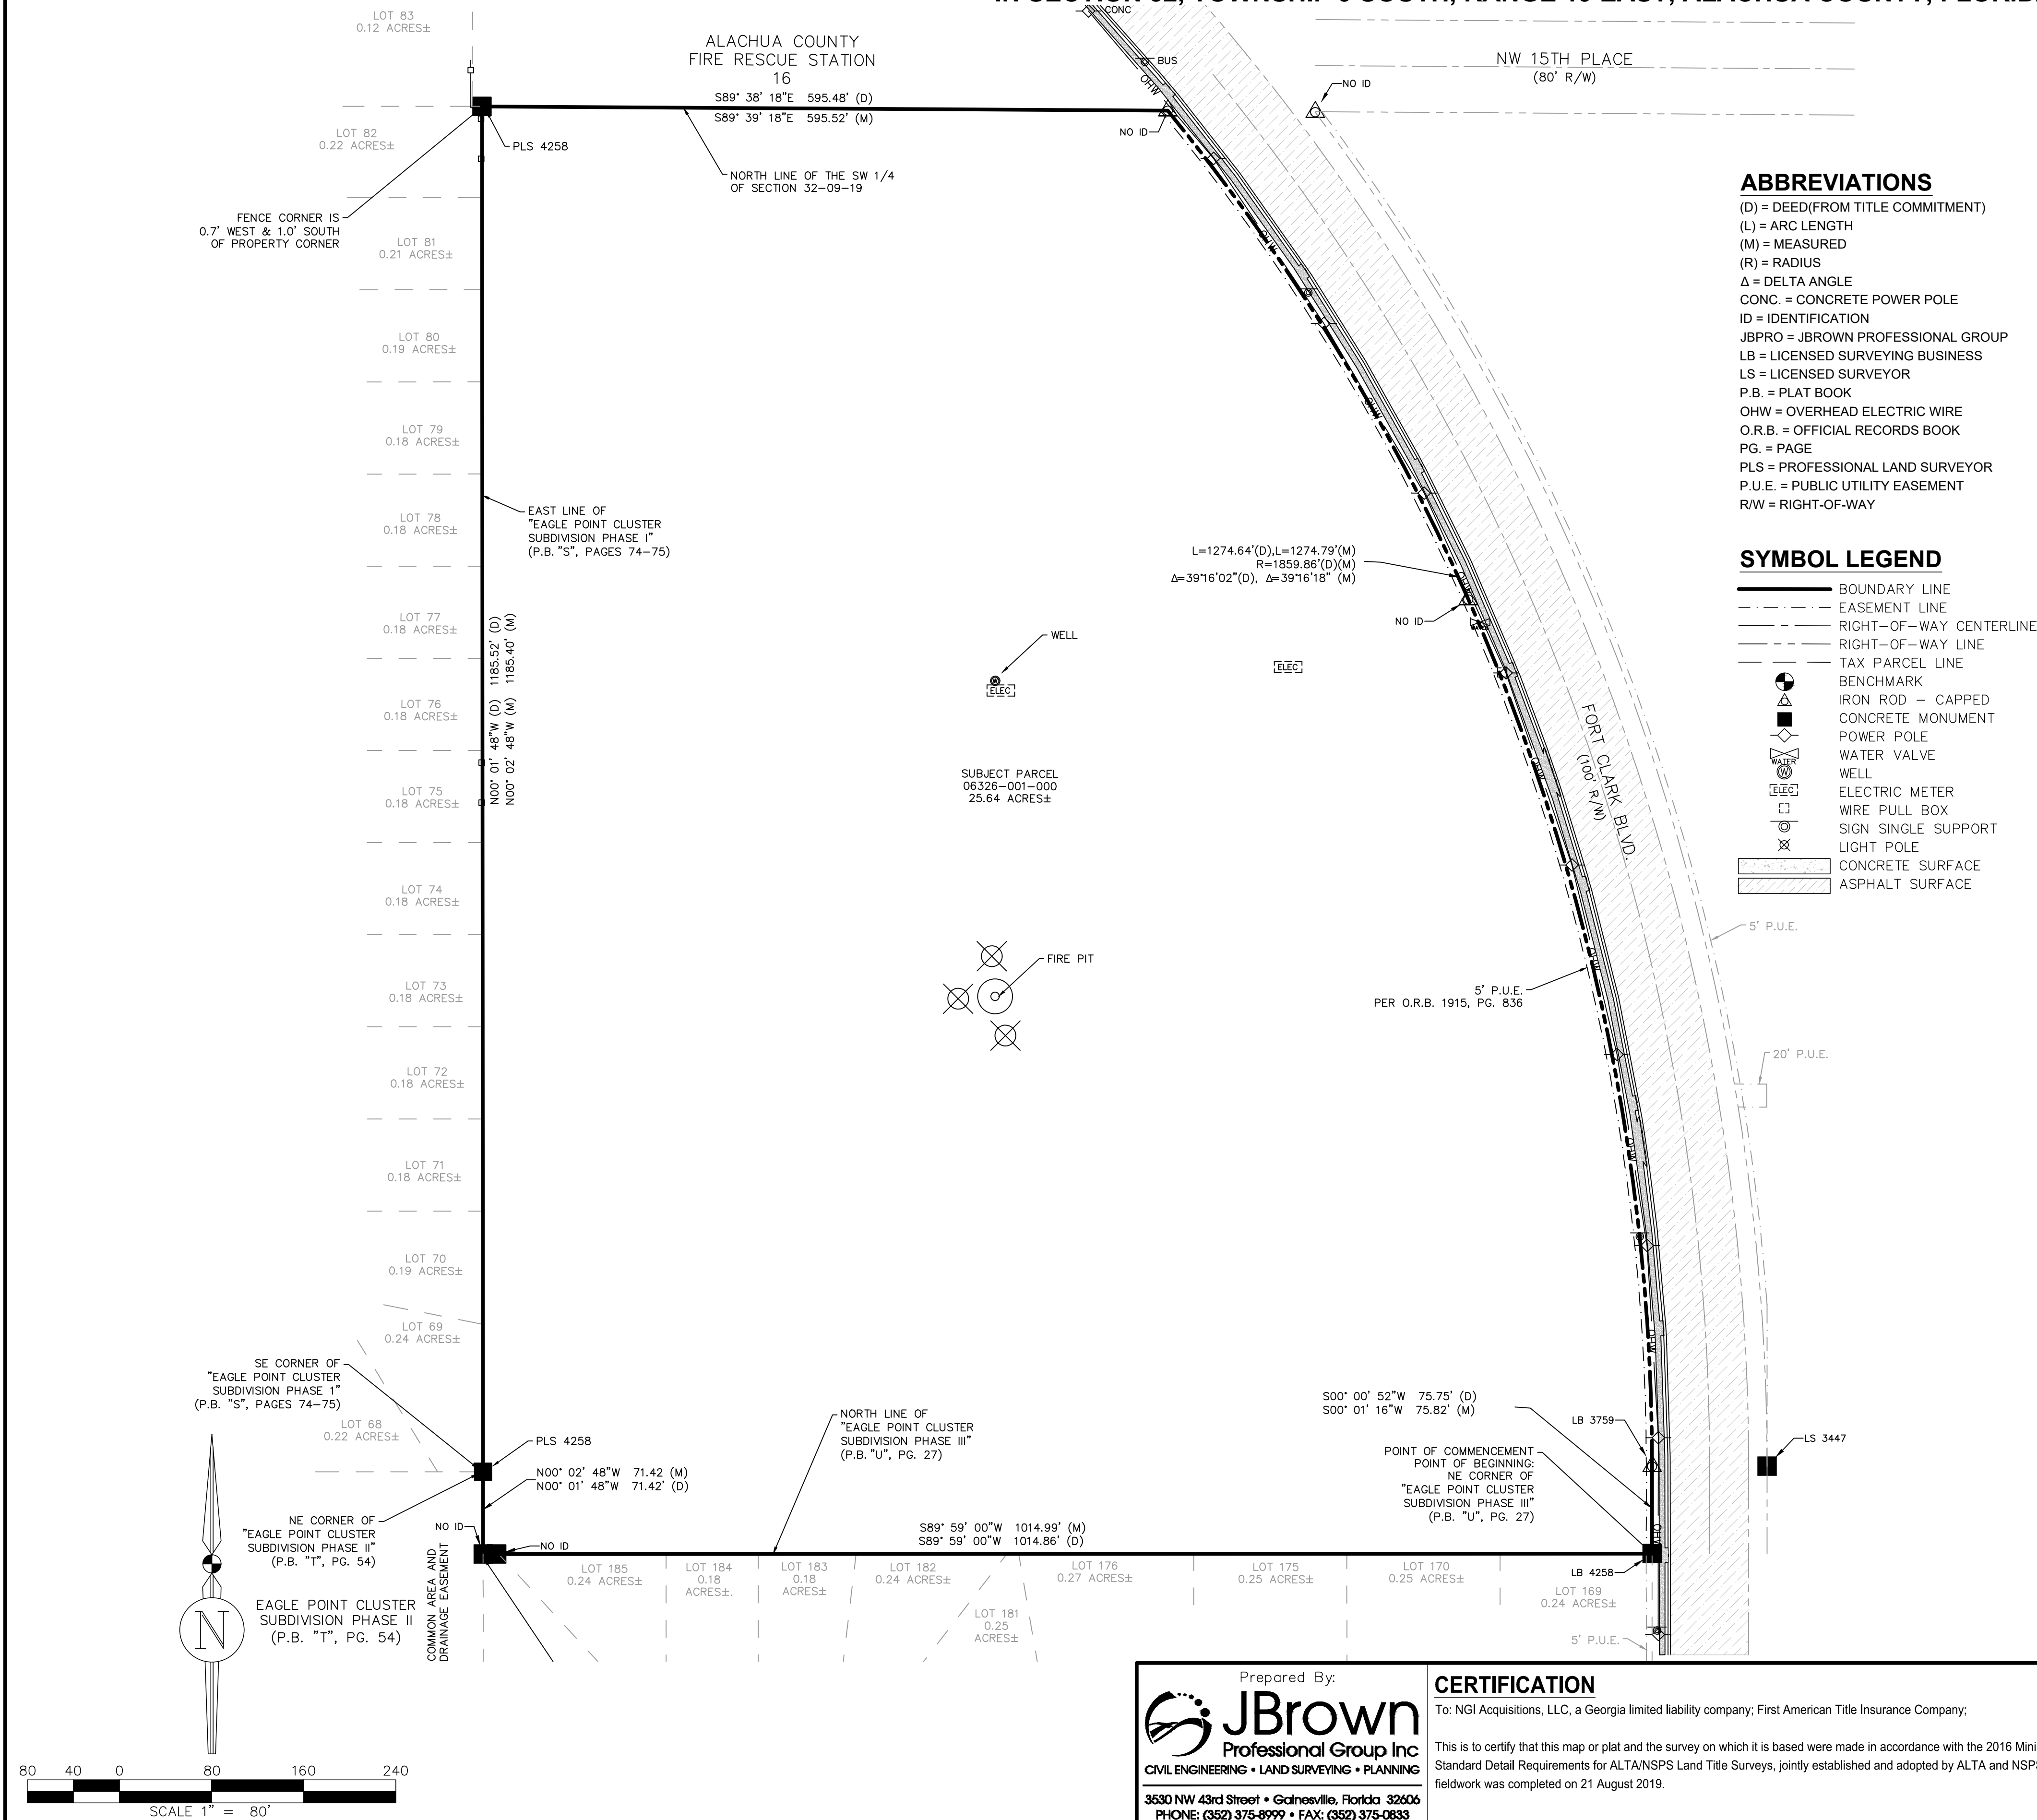 IN SECTION 32, TOWNSHIP 9 SOUTH, RANGE 19 EAST, ALACHUA COUNTY, FLORID
LOT 83
0.12 ACRES±
ALACHUA COUNTY
FIRE RESCUE STATION
16
S89° 38' 18"E 595.48' (D)
S89° 39' 18"E 595.52' (M)
CONC
BUS
OHW
NO ID
NW 15TH PLACE
(80' R/W)
NO ID
LOT 82
0.22 ACRES±
PLS 4258
NORTH LINE OF THE SW 1/4
OF SECTION 32-09-19
FENCE CORNER IS
0.7' WEST & 1.0' SOUTH
OF PROPERTY CORNER
LOT 81
0.21 ACRES±
LOT 80
0.19 ACRES±
LOT 79
0.18 ACRES±
LOT 78
0.18 ACRES±
EAST LINE OF
"EAGLE POINT CLUSTER
SUBDIVISION PHASE I"
(P.B. "S", PAGES 74-75)
LOT 77
0.18 ACRES±
N00° 01' 48"W (D) 1185.52' (D)
N00° 02' 48"W (M) 1185.40' (M)
LOT 76
0.18 ACRES±
LOT 75
0.18 ACRES±
LOT 74
0.18 ACRES±
LOT 73
0.18 ACRES±
LOT 72
0.18 ACRES±
LOT 71
0.18 ACRES±
LOT 70
0.19 ACRES±
LOT 69
0.24 ACRES±
LOT 68
0.22 ACRES±
OHW
OHW
L=1274.64'(D),L=1274.79'(M)
R=1859.86'(D)(M)
Δ=39°16'02"(D), Δ=39°16'18" (M)
OHW
NO ID
WELL
W
ELEC
ELEC
SUBJECT PARCEL
06326-001-000
25.64 ACRES±
FORT CLARK BLVD.
(100' R/W)
OHW
FIRE PIT
OHW
5' P.U.E.
PER O.R.B. 1915, PG. 836
5' P.U.E.
20' P.U.E.
OHW
OHW
ABBREVIATIONS
(D) = DEED(FROM TITLE COMMITMENT)
(L) = ARC LENGTH
(M) = MEASURED
(R) = RADIUS
Δ = DELTA ANGLE
CONC. = CONCRETE POWER POLE
ID = IDENTIFICATION
JBPRO = JBROWN PROFESSIONAL GROUP
LB = LICENSED SURVEYING BUSINESS
LS = LICENSED SURVEYOR
P.B. = PLAT BOOK
OHW = OVERHEAD ELECTRIC WIRE
O.R.B. = OFFICIAL RECORDS BOOK
PG. = PAGE
PLS = PROFESSIONAL LAND SURVEYOR
P.U.E. = PUBLIC UTILITY EASEMENT
R/W = RIGHT-OF-WAY
SYMBOL LEGEND
BOUNDARY LINE
EASEMENT LINE
RIGHT-OF-WAY CENTERLINE
RIGHT-OF-WAY LINE
TAX PARCEL LINE
BENCHMARK
IRON ROD - CAPPED
CONCRETE MONUMENT
POWER POLE
WATER WATER VALVE
W WELL
ELEC ELECTRIC METER
WIRE PULL BOX
SIGN SINGLE SUPPORT
LIGHT POLE
CONCRETE SURFACE
ASPHALT SURFACE
SE CORNER OF
"EAGLE POINT CLUSTER
SUBDIVISION PHASE 1"
(P.B. "S", PAGES 74-75)
PLS 4258
N00° 02' 48"W 71.42 (M)
N00° 01' 48"W 71.42' (D)
NE CORNER OF
"EAGLE POINT CLUSTER
SUBDIVISION PHASE II"
(P.B. "T", PG. 54)
NO ID
NO ID
NORTH LINE OF
"EAGLE POINT CLUSTER
SUBDIVISION PHASE III"
(P.B. "U", PG. 27)
S89° 59' 00"W 1014.99' (M)
S89° 59' 00"W 1014.86' (D)
S00° 00' 52"W 75.75' (D)
S00° 01' 16"W 75.82' (M)
LB 3759
LS 3447
POINT OF COMMENCEMENT
POINT OF BEGINNING:
NE CORNER OF
"EAGLE POINT CLUSTER
SUBDIVISION PHASE III"
(P.B. "U", PG. 27)
OHW
LB 4258
EAGLE POINT CLUSTER
SUBDIVISION PHASE II
(P.B. "T", PG. 54)
COMMON AREA AND
DRAINAGE EASEMENT
LOT 185
0.24 ACRES±
LOT 184
0.18
ACRES±.
LOT 183
0.18
ACRES±
LOT 182
0.24 ACRES±
LOT 181
0.25
ACRES±
LOT 176
0.27 ACRES±
LOT 175
0.25 ACRES±
LOT 170
0.25 ACRES±
LOT 169
0.24 ACRES±
5' P.U.E.
N
80 40 0 80 160 240
SCALE 1" = 80'
Prepared By:
JBrown
Professional Group Inc
CIVIL ENGINEERING • LAND SURVEYING • PLANNING
3530 NW 43rd Street • Gainesville, Florida 32606
PHONE: (352) 375-8999 • FAX: (352) 375-0833
CERTIFICATION
To: NGI Acquisitions, LLC, a Georgia limited liability company; First American Title Insurance Company;
This is to certify that this map or plat and the survey on which it is based were made in accordance with the 2016 Mini
Standard Detail Requirements for ALTA/NSPS Land Title Surveys, jointly established and adopted by ALTA and NSPS
fieldwork was completed on 21 August 2019.